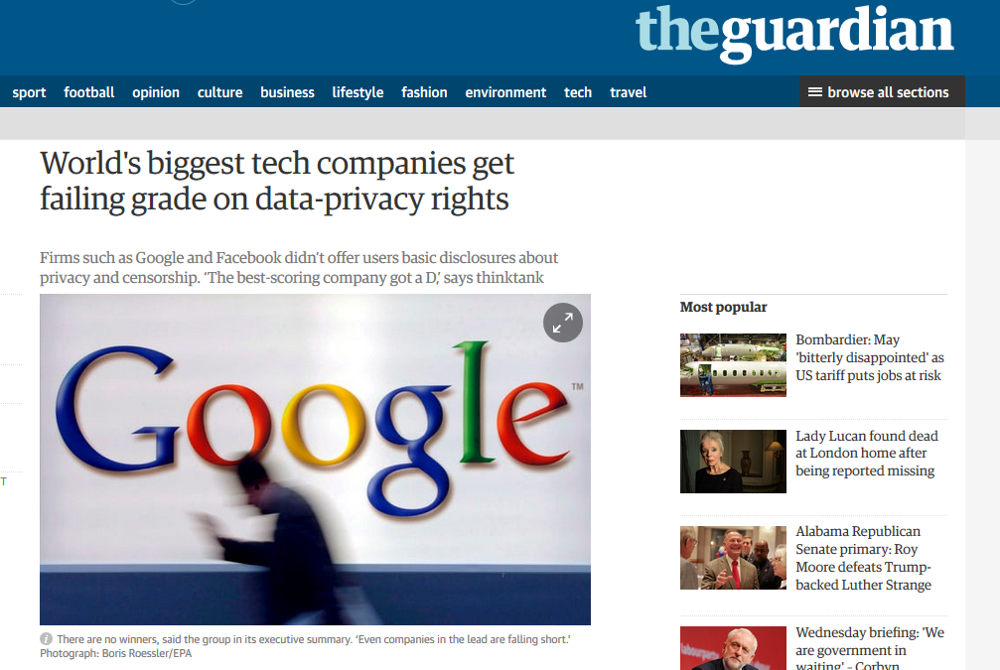 theguardian
sport football opinion culture business lifestyle fashion environment tech travel browse all sections
World's biggest tech companies get
failing grade on data-privacy rights
Firms such as Google and Facebook didn't offer users basic disclosures about
privacy and censorship. 'The best-scoring company got a D,' says thinktank
Google™
There are no winners, said the group in its executive summary. 'Even companies in the lead are falling short.'
Photograph: Boris Roessler/EPA
T
Most popular
Bombardier: May
'bitterly disappointed' as
US tariff puts jobs at risk
Lady Lucan found dead
at London home after
being reported missing
Alabama Republican
Senate primary: Roy
Moore defeats Trump-
backed Luther Strange
Wednesday briefing: 'We
are government in
waiting' – Corbyn